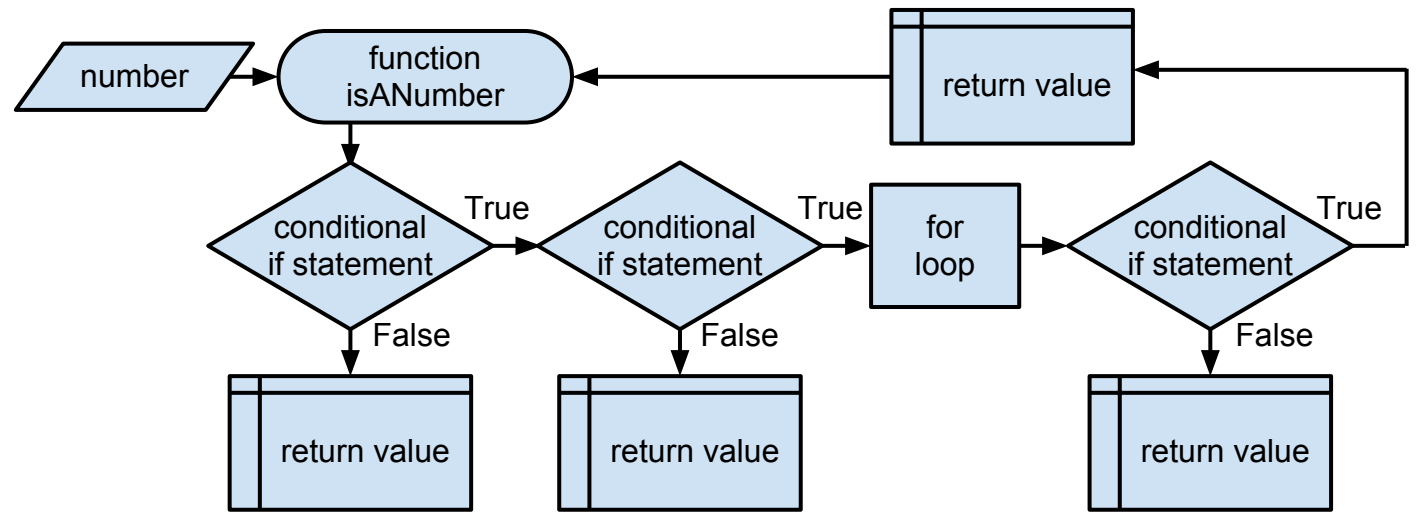 number
function
isANumber
return value
conditional
if statement
True
False
conditional
if statement
True
False
for
loop
conditional
if statement
True
False
return value
return value
return value